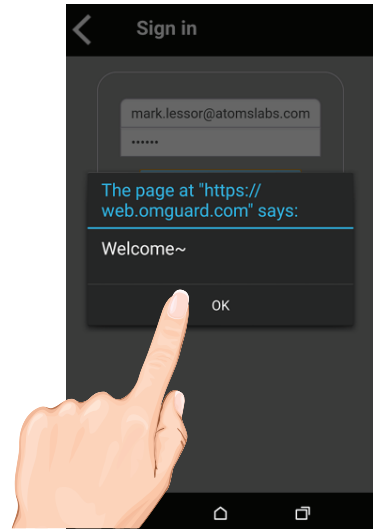 Sign in
mark.lessor@atomslabs.com
••••••
The page at "https://
web.omguard.com" says:
Welcome~
OK